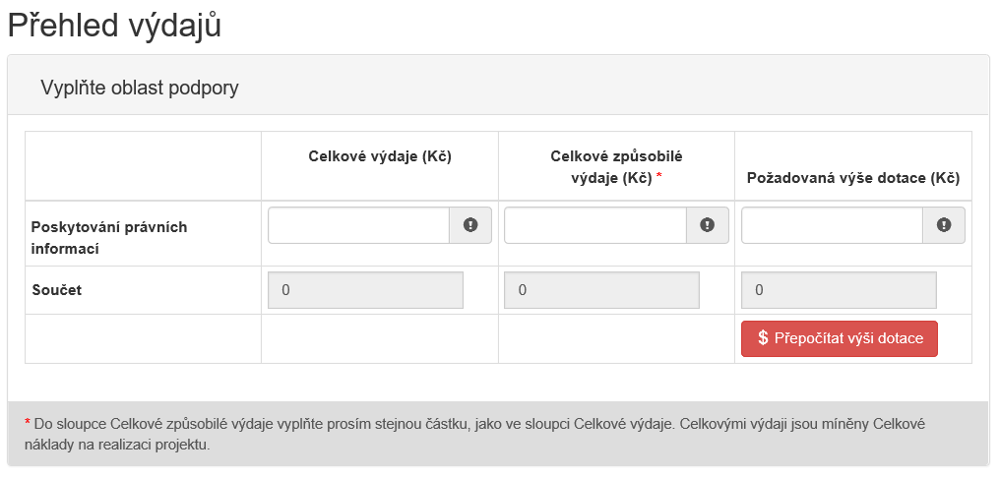 Přehled výdajů
Vyplňte oblast podpory
Celkové výdaje (Kč)
Celkové způsobilé
výdaje (Kč) *
Požadovaná výše dotace (Kč)
Poskytování právních
informací
Součet
0
0
0
$ Přepočítat výši dotace
* Do sloupce Celkové způsobilé výdaje vyplňte prosím stejnou částku, jako ve sloupci Celkové výdaje. Celkovými výdaji jsou míněny Celkové
náklady na realizaci projektu.